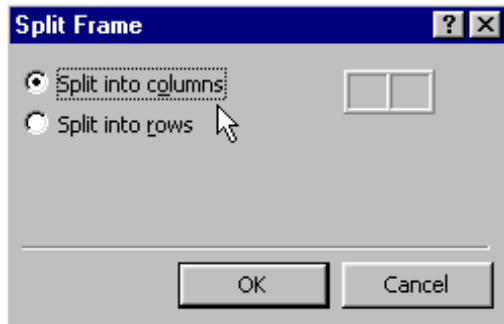 Split Frame
Split into columns
Split into rows
OK
Cancel